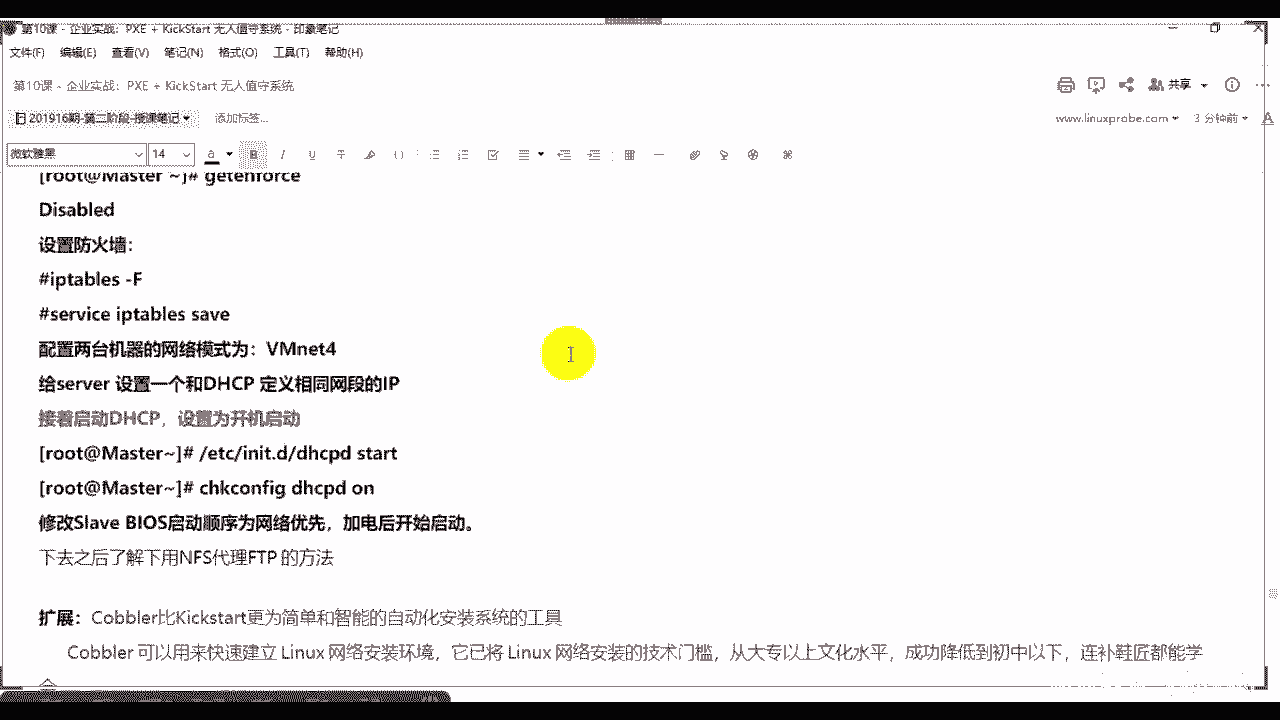 第10课 - 企业实战：PXE + KickStart 无人值守系统 - 印象笔记
文件(F) 编辑(E) 查看(V) 笔记(N) 格式(O) 工具(T) 帮助(H)
第10课 - 企业实战：PXE + KickStart 无人值守系统
共享
201916期-第二阶段-授课笔记 添加标签...
www.linuxprobe.com 3 分钟前
微软雅黑 14
[root@Master ~]# getenforce
Disabled
设置防火墙：
#iptables -F
#service iptables save
配置两台机器的网络模式为：VMnet4
给server 设置一个和DHCP 定义相同网段的IP
接着启动DHCP，设置为开机启动
[root@Master~]# /etc/init.d/dhcpd start
[root@Master~]# chkconfig dhcpd on
修改Slave BIOS启动顺序为网络优先，加电后开始启动。
下去之后了解下用NFS代理FTP 的方法
扩展：Cobbler比Kickstart更为简单和智能的自动化安装系统的工具
Cobbler 可以用来快速建立 Linux 网络安装环境，它已将 Linux 网络安装的技术门槛，从大专以上文化水平，成功降低到初中以下，连补鞋匠都能学